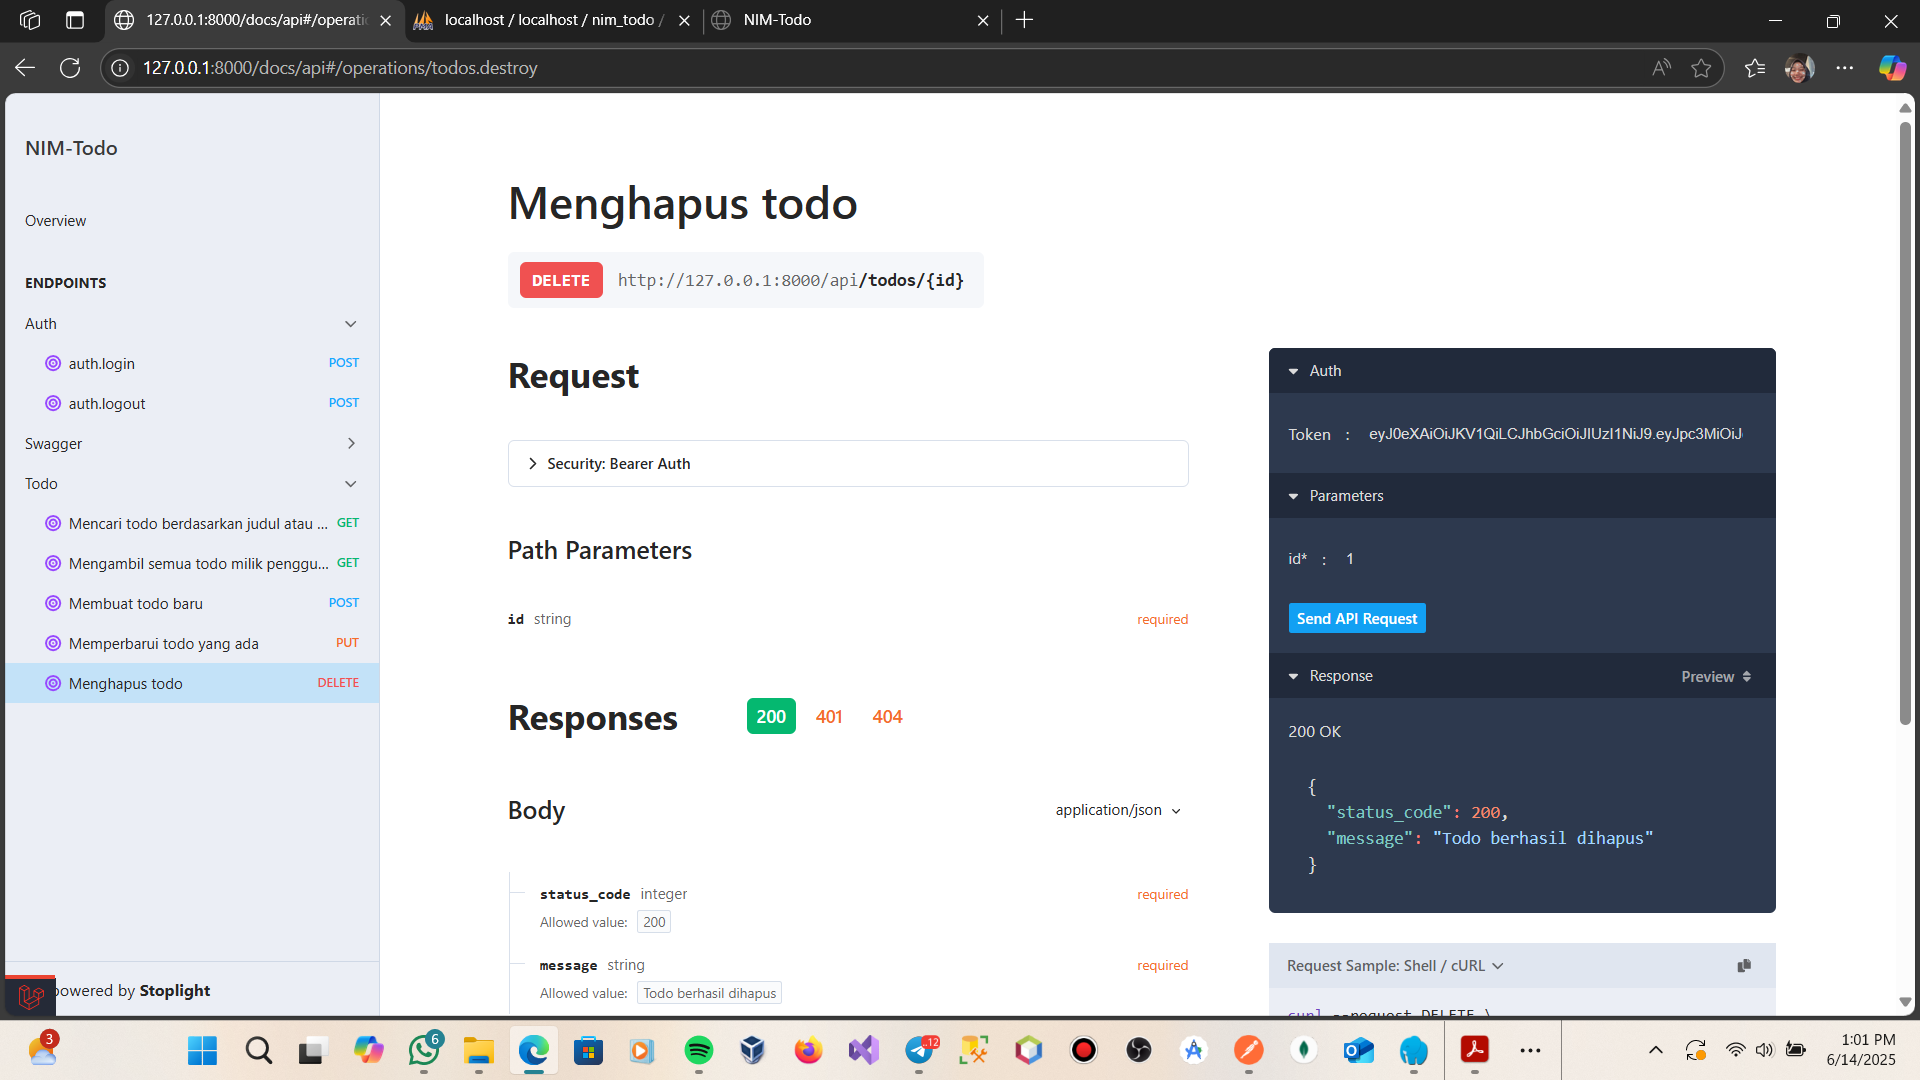 127.0.0.1:8000/docs/api#/operati
localhost / localhost / nim_todo /
NIM-Todo
127.0.0.1:8000/docs/api#/operations/todos.destroy
NIM-Todo
Overview
ENDPOINTS
Auth
auth.login POST
auth.logout POST
Swagger
Todo
Mencari todo berdasarkan judul atau ... GET
Mengambil semua todo milik penggu... GET
Membuat todo baru POST
Memperbarui todo yang ada PUT
Menghapus todo DELETE
powered by Stoplight
Menghapus todo
DELETE http://127.0.0.1:8000/api/todos/{id}
Request
Security: Bearer Auth
Path Parameters
id string required
Responses 200 401 404
Body application/json
status_code integer required
Allowed value: 200
message string required
Allowed value: Todo berhasil dihapus
Auth
Token : eyJ0eXAiOiJKV1QiLCJhbGciOiJIUzI1NiJ9.eyJpc3MiOiJ
Parameters
id* : 1
Send API Request
Response Preview
200 OK
{
"status_code": 200,
"message": "Todo berhasil dihapus"
}
Request Sample: Shell / cURL
curl --request DELETE \
3
6
.12
1:01 PM
6/14/2025